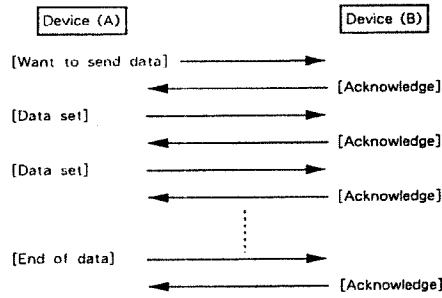 Device (A)
Device (B)
[Want to send data]
[Acknowledge]
[Data set]
[Acknowledge]
[Data set]
[Acknowledge]
[End of data]
[Acknowledge]